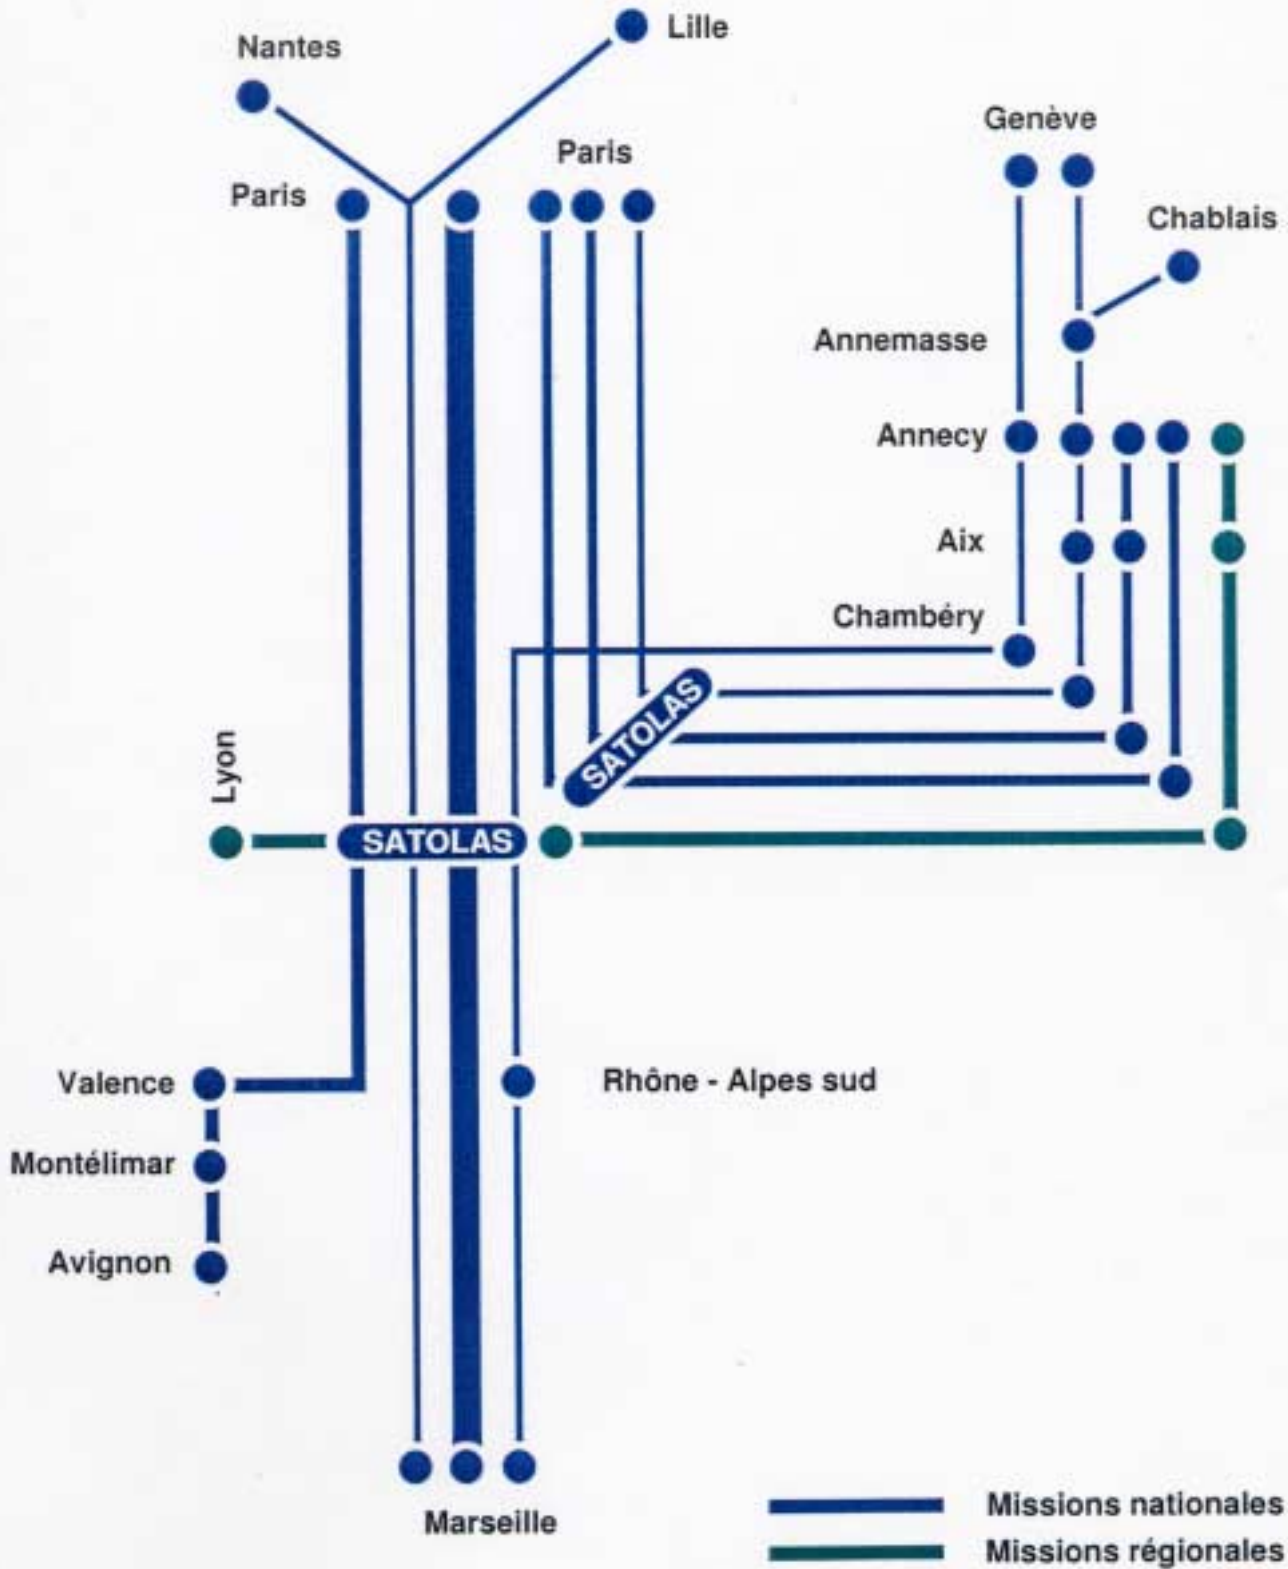 Lille
Nantes
Genève
Paris
Paris
Chablais
Annemasse
Annecy
Aix
Chambéry
SATOLAS
Lyon
SATOLAS
Valence
Rhône - Alpes sud
Montélimar
Avignon
Marseille
Missions nationales
Missions régionales